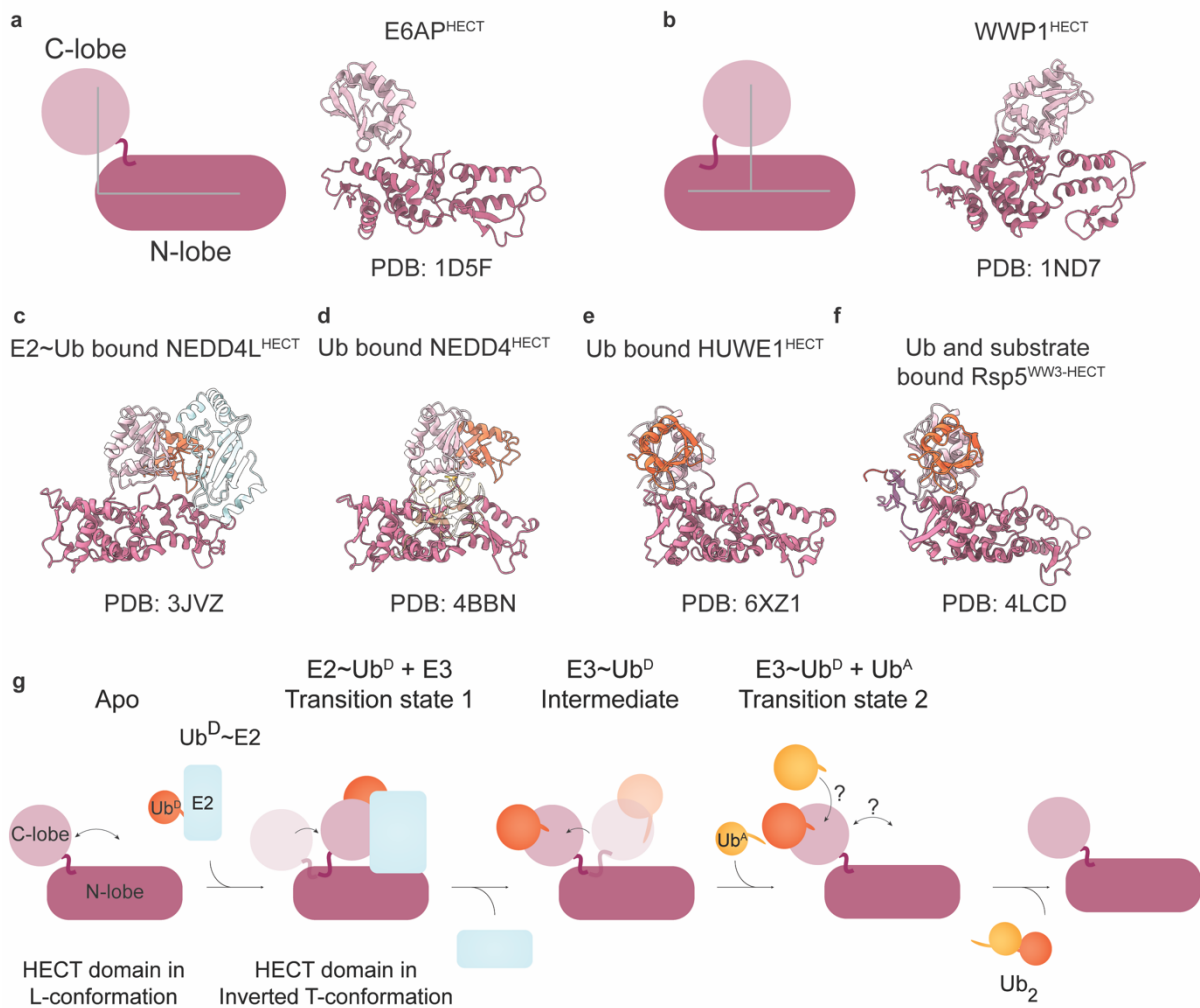 a
E6AP^HECT
C-lobe
N-lobe
PDB: 1D5F
b
WWP1^HECT
PDB: 1ND7
c
E2~Ub bound NEDD4L^HECT
PDB: 3JVZ
d
Ub bound NEDD4^HECT
PDB: 4BBN
e
Ub bound HUWE1^HECT
PDB: 6XZ1
f
Ub and substrate
bound Rsp5^WW3-HECT
PDB: 4LCD
g
Apo
E2~Ub^D + E3
Transition state 1
E3~Ub^D
Intermediate
E3~Ub^D + Ub^A
Transition state 2
Ub^D~E2
Ub^D
E2
C-lobe
N-lobe
Ub^A
?
?
Ub₂
HECT domain in
L-conformation
HECT domain in
Inverted T-conformation